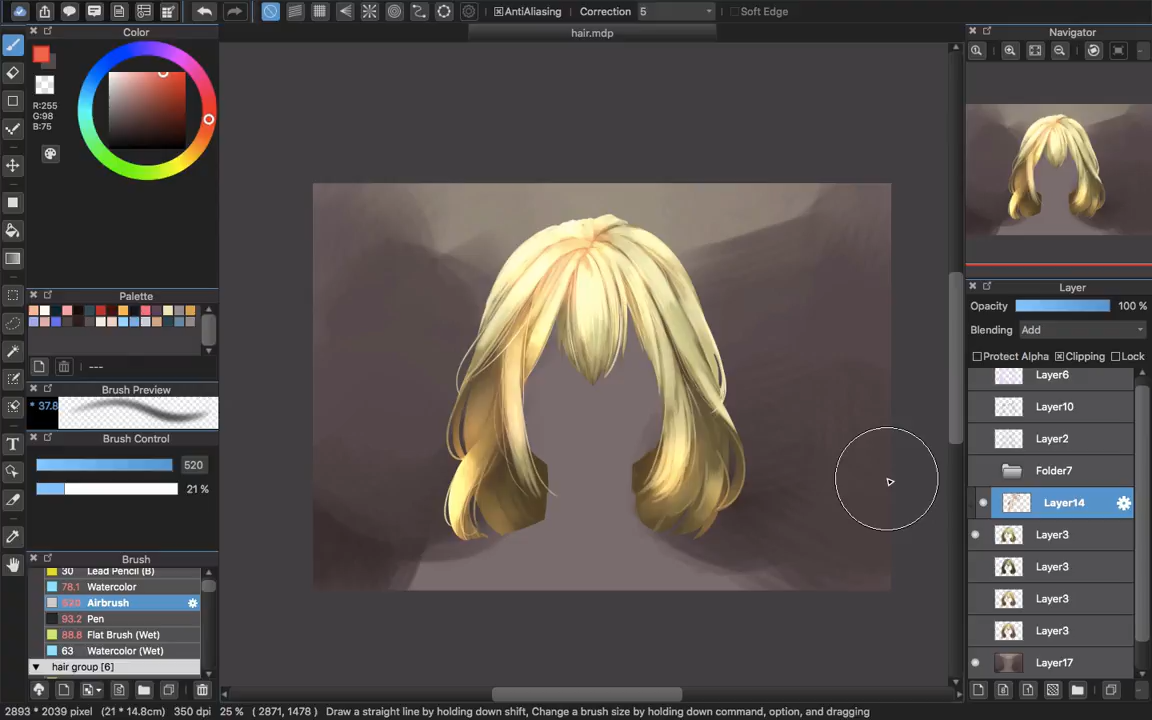 AntiAliasing Correction 5 Soft Edge
Color
hair.mdp
Navigator
R:255
G:98
B:75
Layer
Opacity 100 %
Blending Add
Protect Alpha Clipping Lock
Palette
---
Brush Preview
* 37.8
Brush Control
520
21 %
Layer6
Layer10
Layer2
Folder7
Layer14
Layer3
Layer3
Layer3
Layer3
Layer17
T
Brush
30 Lead Pencil (B)
78.1 Watercolor
Airbrush
93.2 Pen
88.8 Flat Brush (Wet)
63 Watercolor (Wet)
hair group [6]
2893 * 2039 pixel (21 * 14.8cm) 350 dpi 25 % ( 2871, 1478 ) Draw a straight line by holding down shift, Change a brush size by holding down command, option, and dragging